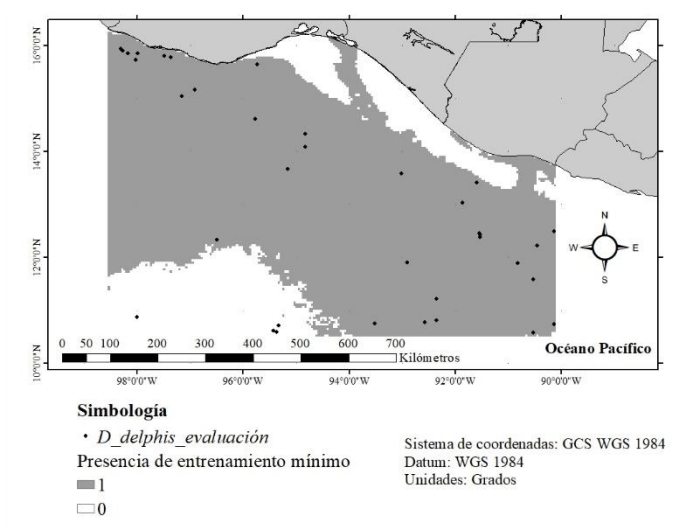 16°0'0"N
14°0'0"N
12°0'0"N
10°0'0"N
N
W E
S
0 50 100 200 300 400 500 600 700
Kilómetros
Océano Pacífico
98°0'0"W 96°0'0"W 94°0'0"W 92°0'0"W 90°0'0"W
Simbología
D_delphis_evaluación
Presencia de entrenamiento mínimo
1
0
Sistema de coordenadas: GCS WGS 1984
Datum: WGS 1984
Unidades: Grados